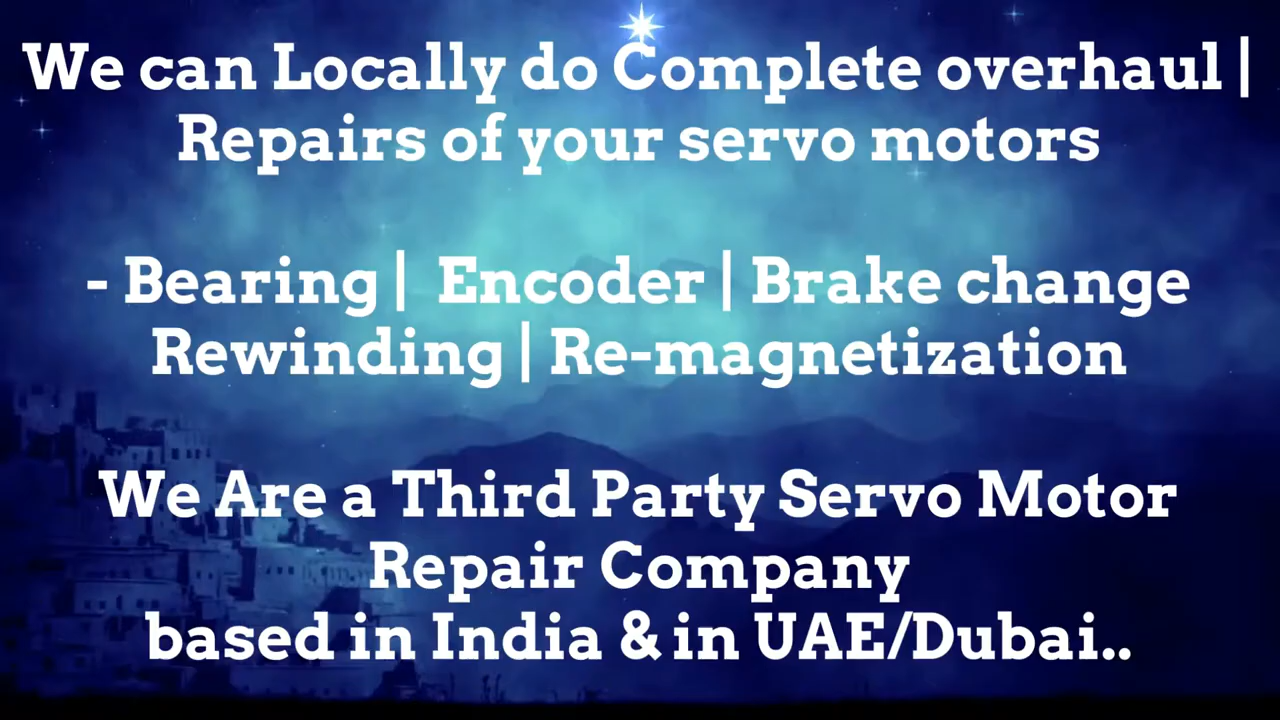 We can Locally do Complete overhaul |
Repairs of your servo motors
- Bearing | Encoder | Brake change
Rewinding | Re-magnetization
We Are a Third Party Servo Motor
Repair Company
based in India & in UAE/Dubai..